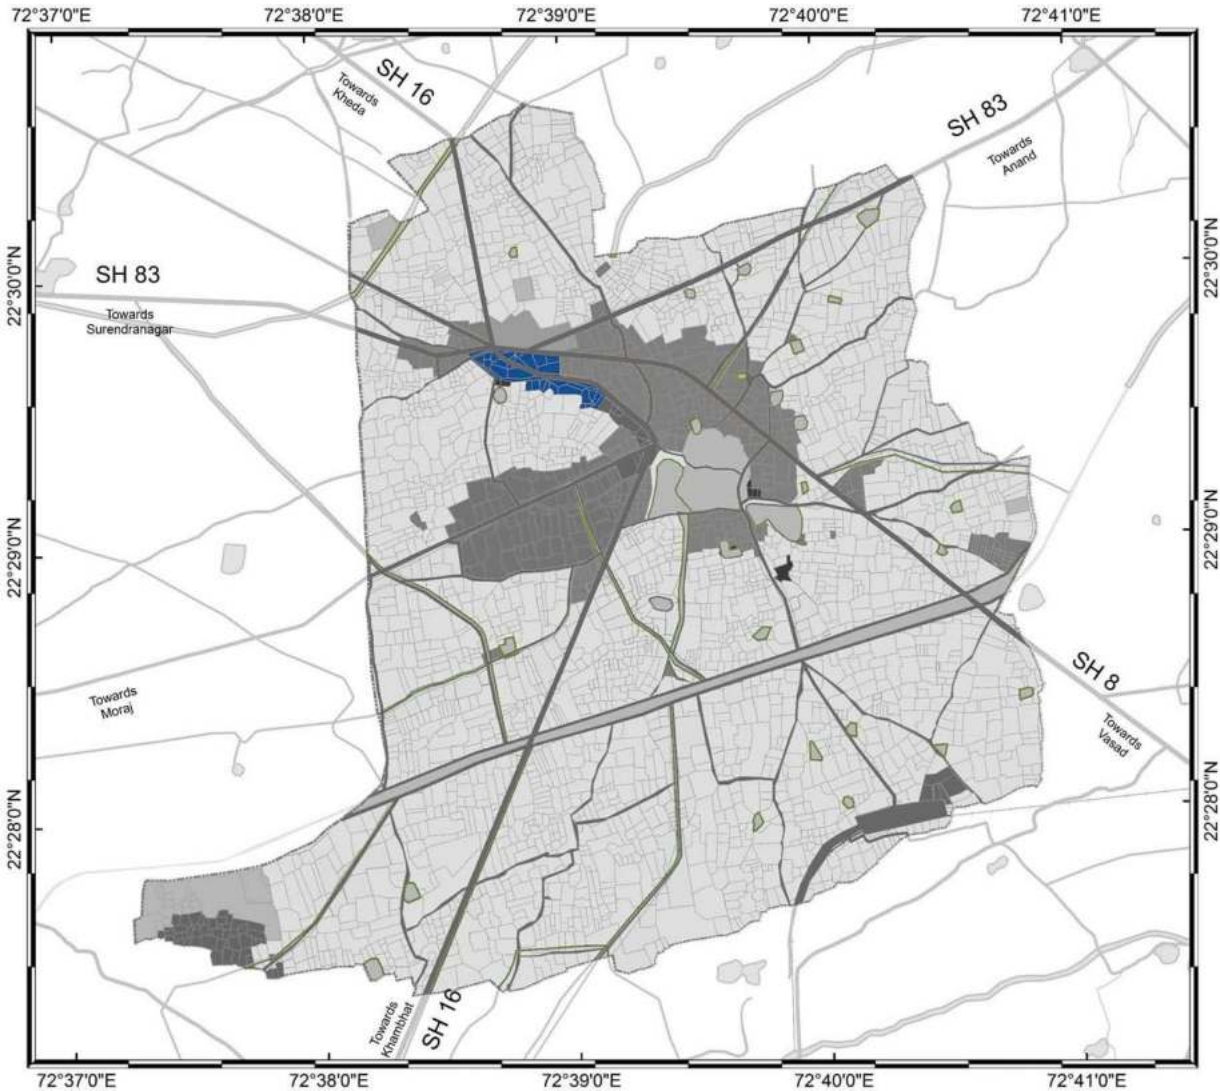 72°37'0"E
72°38'0"E
72°39'0"E
72°40'0"E
72°41'0"E
SH 16
Towards
Kheda
SH 83
Towards
Anand
22°30'0"N
22°30'0"N
SH 83
Towards
Surendranagar
22°29'0"N
22°29'0"N
Towards
Moraj
SH 8
Towards
Vasad
22°28'0"N
22°28'0"N
Towards
Khambhat
SH 16
72°37'0"E
72°38'0"E
72°39'0"E
72°40'0"E
72°41'0"E